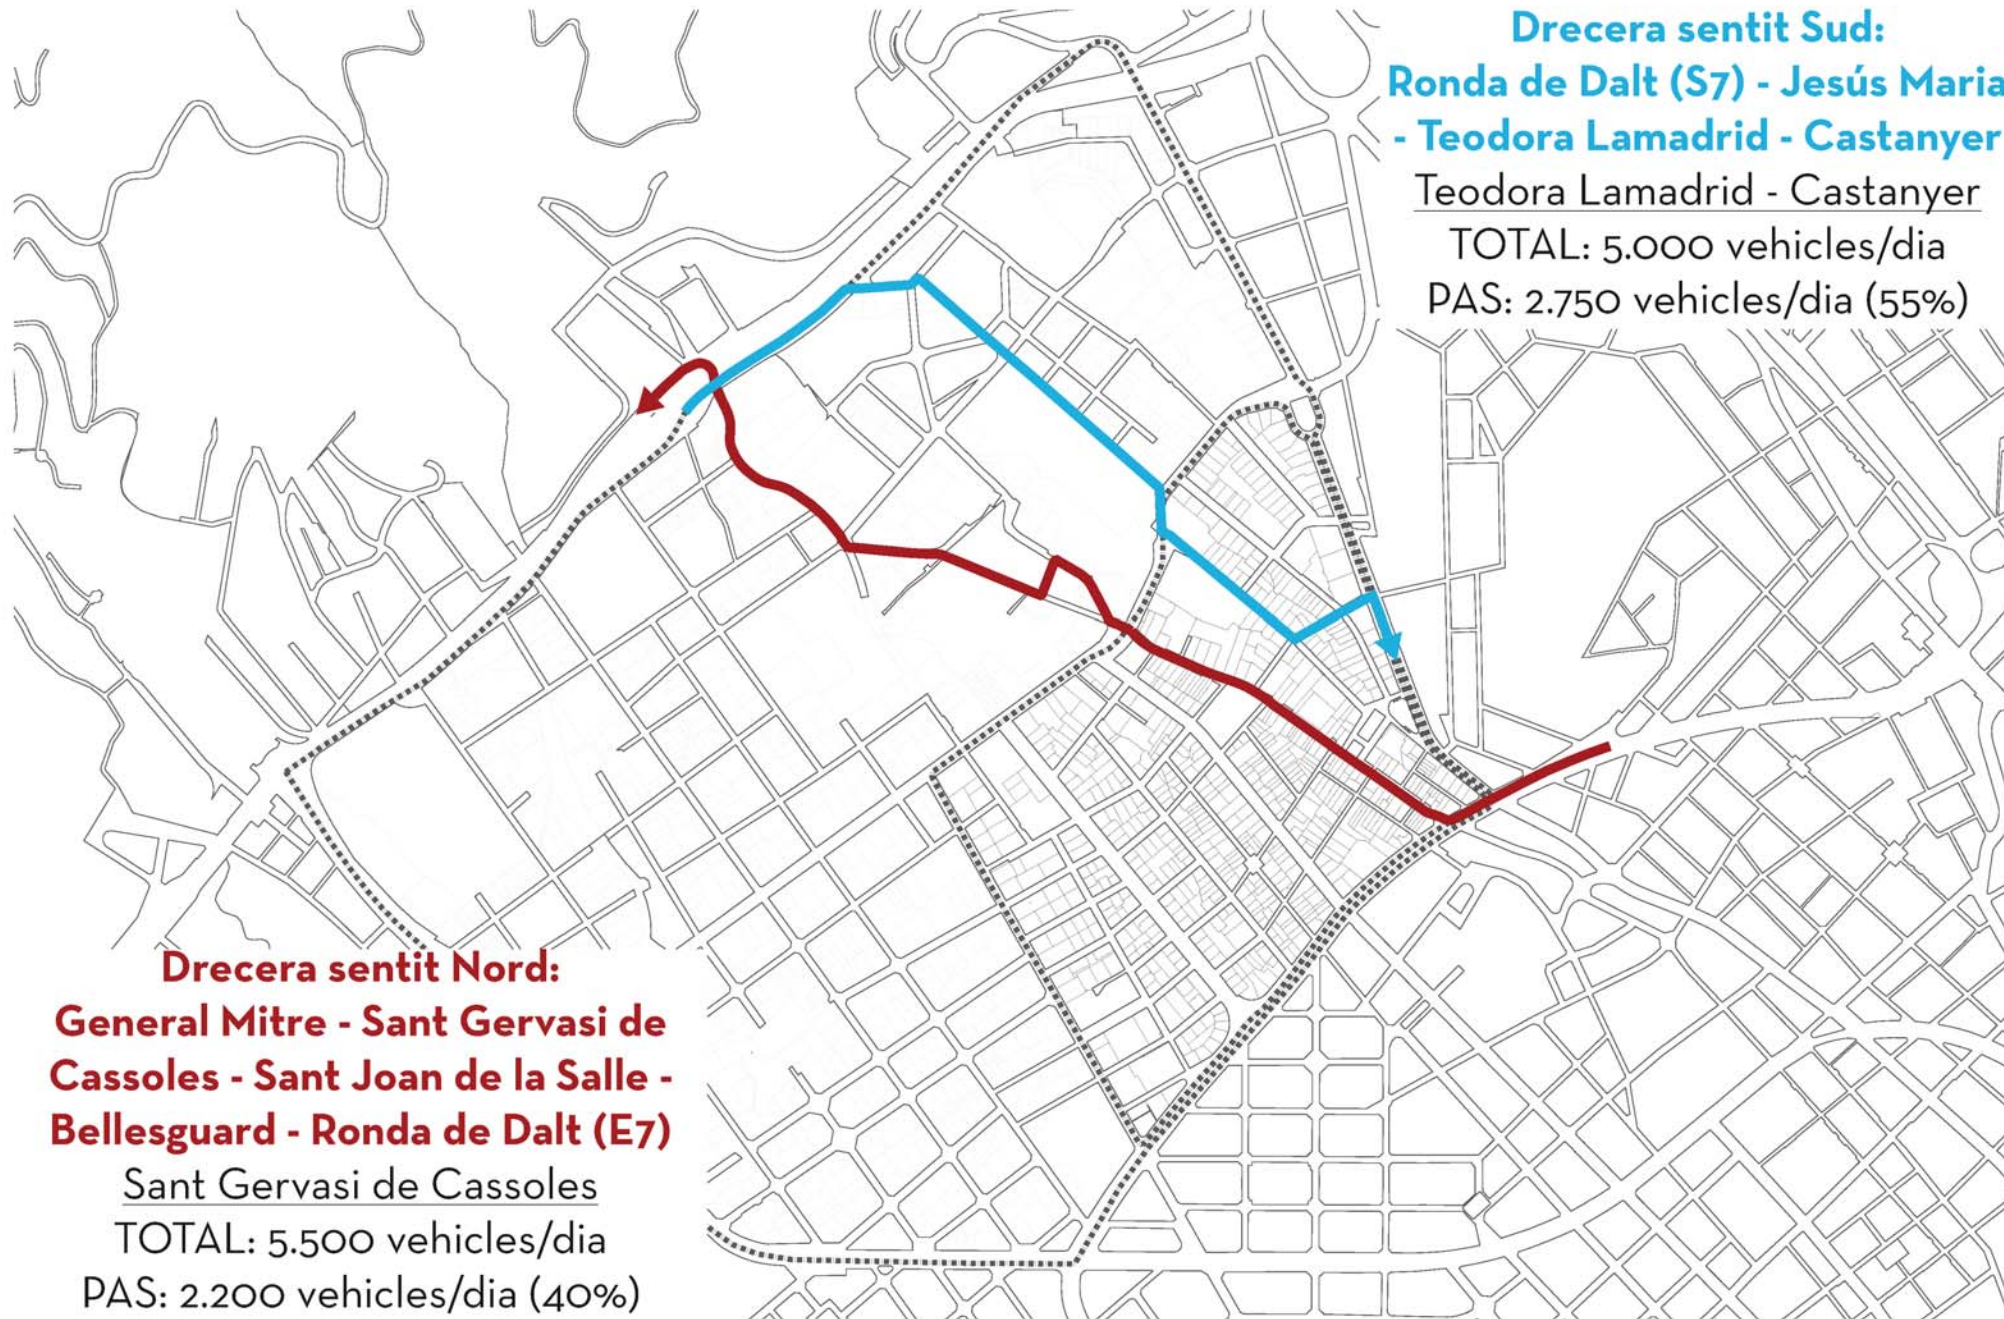 Drecera sentit Sud:
Ronda de Dalt (S7) - Jesús Maria
- Teodora Lamadrid - Castanyer
Teodora Lamadrid - Castanyer
TOTAL: 5.000 vehicles/dia
PAS: 2.750 vehicles/dia (55%)
Drecera sentit Nord:
General Mitre - Sant Gervasi de
Cassoles - Sant Joan de la Salle -
Bellesguard - Ronda de Dalt (E7)
Sant Gervasi de Cassoles
TOTAL: 5.500 vehicles/dia
PAS: 2.200 vehicles/dia (40%)